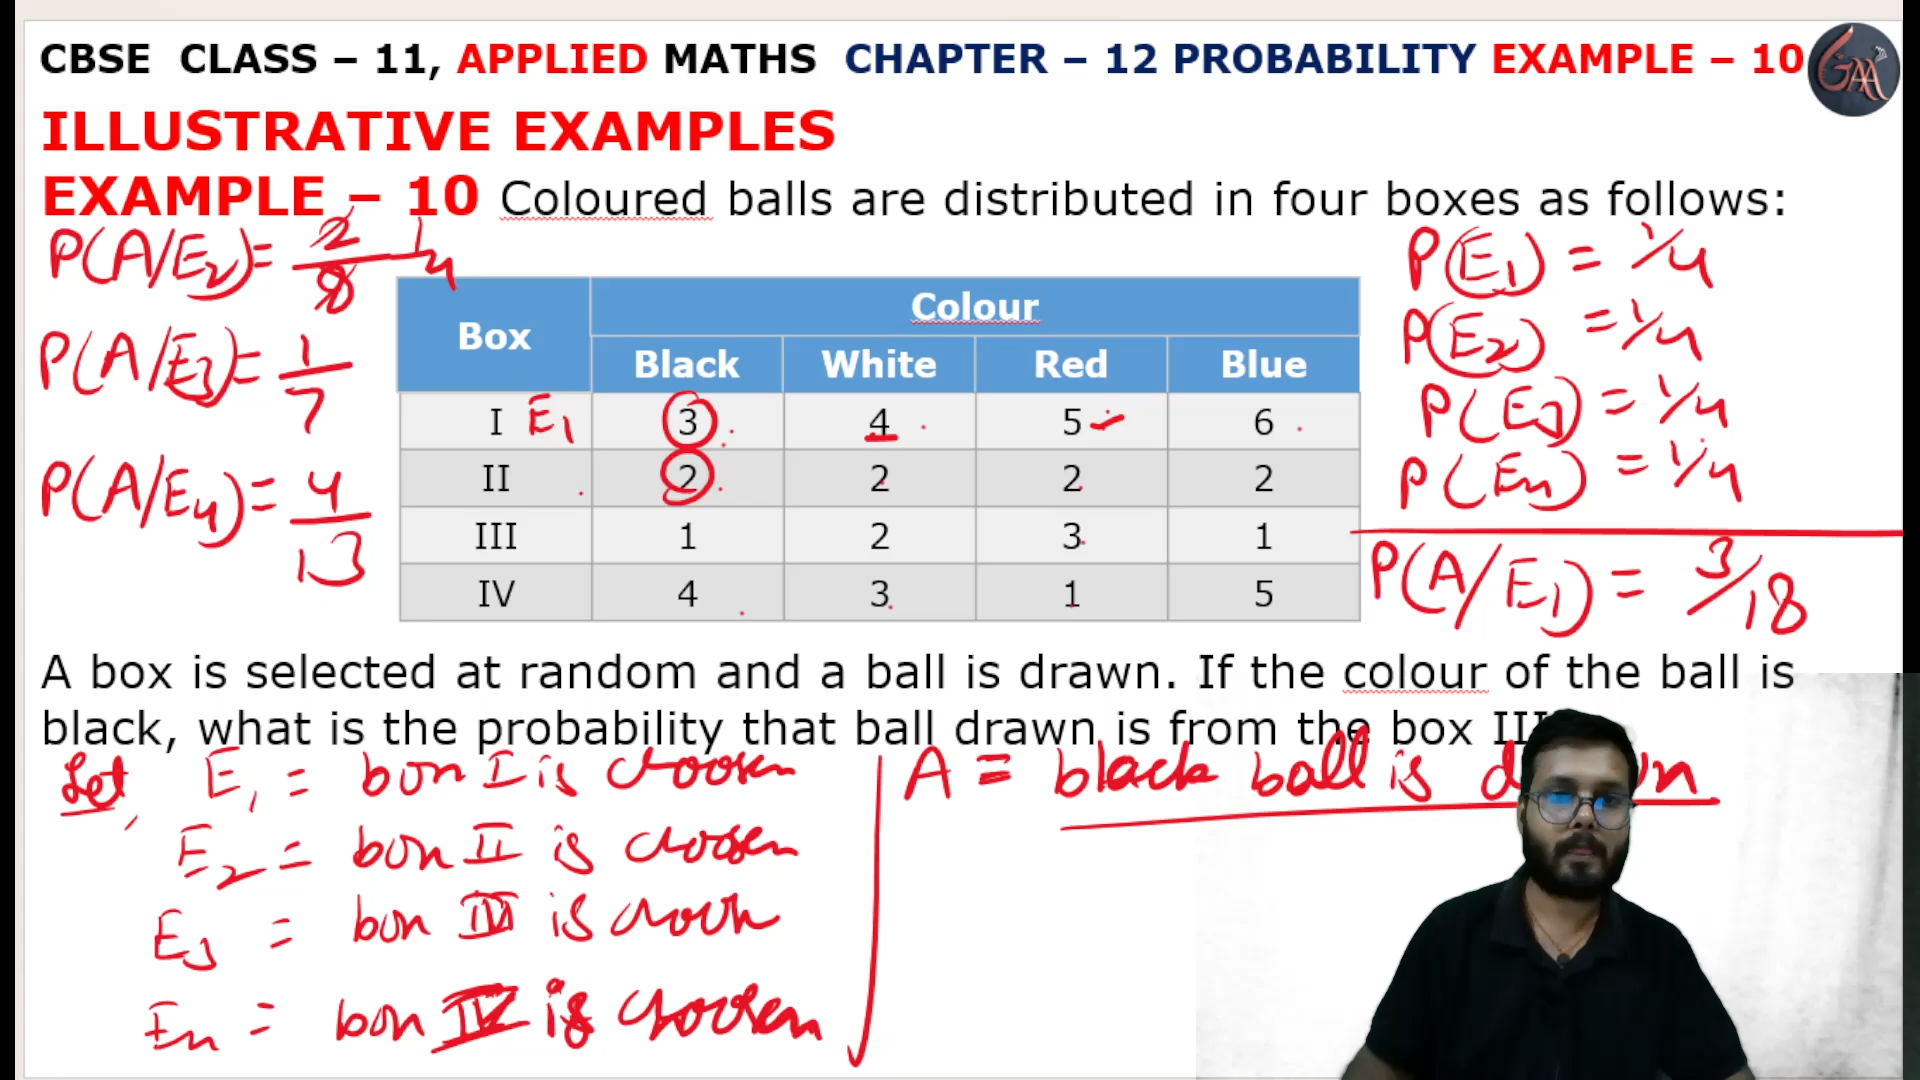 CBSE CLASS – 11, APPLIED MATHS CHAPTER – 12 PROBABILITY EXAMPLE – 10
GAA
ILLUSTRATIVE EXAMPLES
EXAMPLE – 10 Coloured balls are distributed in four boxes as follows:
P(A/E2) = 2/8 1/4
P(A/E3) = 1/7
P(A/E4) = 4/13
Box Colour
Black White Red Blue
I E1 3 4 5 6
II 2 2 2 2
III 1 2 3 1
IV 4 3 1 5
P(E1) = 1/4
P(E2) = 1/4
P(E3) = 1/4
P(E4) = 1/4
P(A/E1) = 3/18
A box is selected at random and a ball is drawn. If the colour of the ball is
black, what is the probability that ball drawn is from the box III
Let, E1 = box I is choosen
E2 = box II is choosen
E3 = box is
E4 = box IV is choosen
A = black ball is